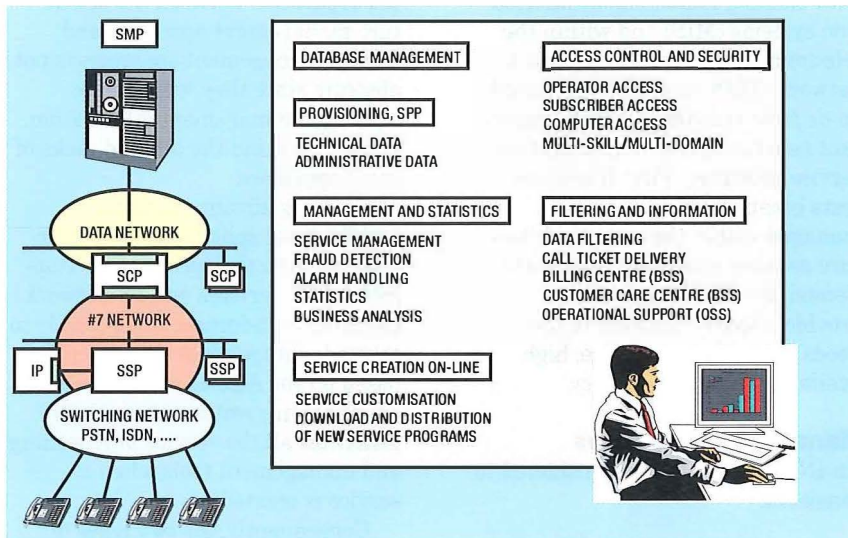 SMP
DATA NETWORK
SCP
SCP
#7 NETWORK
IP
SSP
SSP
SWITCHING NETWORK
PSTN, ISDN, ....
DATABASE MANAGEMENT
PROVISIONING, SPP
TECHNICAL DATA
ADMINISTRATIVE DATA
MANAGEMENT AND STATISTICS
SERVICE MANAGEMENT
FRAUD DETECTION
ALARM HANDLING
STATISTICS
BUSINESS ANALYSIS
SERVICE CREATION ON-LINE
SERVICE CUSTOMISATION
DOWNLOAD AND DISTRIBUTION
OF NEW SERVICE PROGRAMS
ACCESS CONTROL AND SECURITY
OPERATOR ACCESS
SUBSCRIBER ACCESS
COMPUTER ACCESS
MULTI-SKILL/MULTI-DOMAIN
FILTERING AND INFORMATION
DATA FILTERING
CALL TICKET DELIVERY
BILLING CENTRE (BSS)
CUSTOMER CARE CENTRE (BSS)
OPERATIONAL SUPPORT (OSS)